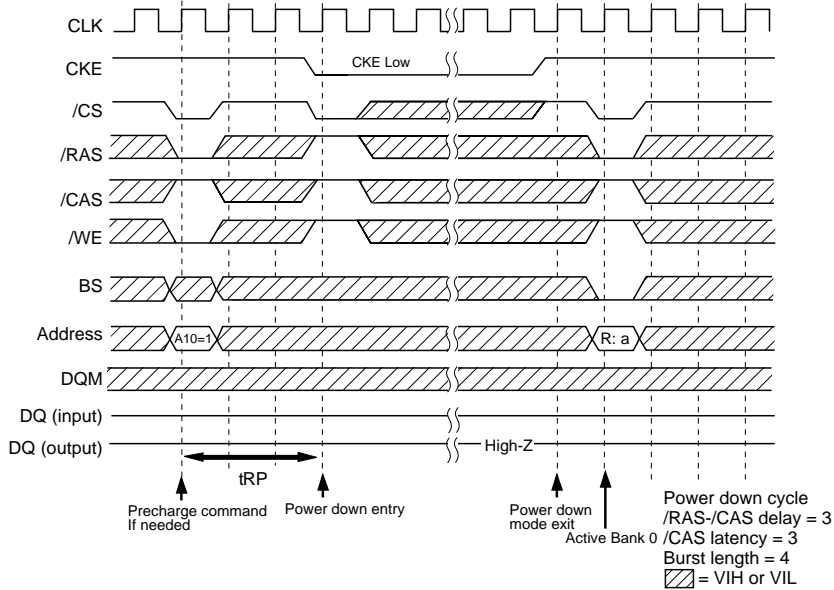 CLK
CKE
CKE Low
/CS
/RAS
/CAS
/WE
BS
Address
A10=1
R: a
DQM
DQ (input)
DQ (output)
High-Z
tRP
Precharge command
If needed
Power down entry
Power down
mode exit
Active Bank 0
Power down cycle
/RAS-/CAS delay = 3
/CAS latency = 3
Burst length = 4
= VIH or VIL